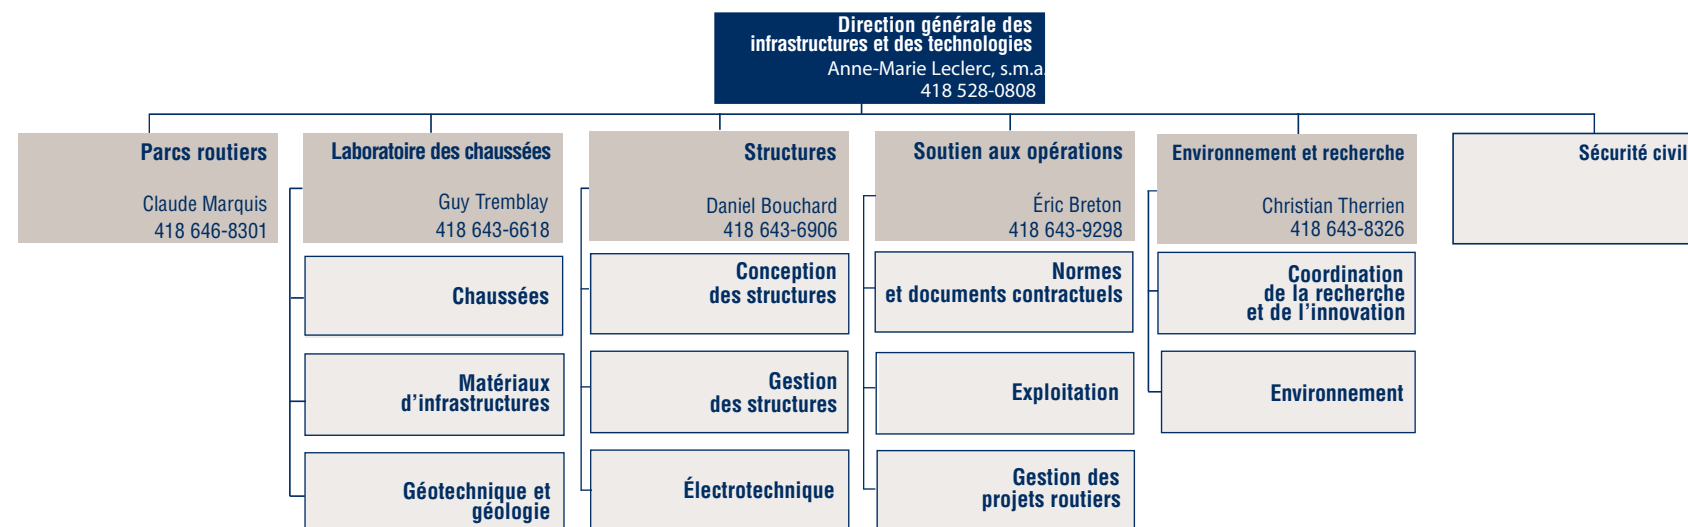 Direction générale des
infrastructures et des technologies
Anne-Marie Leclerc, s.m.a.
418 528-0808
Parcs routiers
Claude Marquis
418 646-8301
Laboratoire des chaussées
Guy Tremblay
418 643-6618
Chaussées
Matériaux
d’infrastructures
Géotechnique et
géologie
Structures
Daniel Bouchard
418 643-6906
Conception
des structures
Gestion
des structures
Électrotechnique
Soutien aux opérations
Éric Breton
418 643-9298
Normes
et documents contractuels
Exploitation
Gestion des
projets routiers
Environnement et recherche
Christian Therrien
418 643-8326
Coordination
de la recherche
et de l’innovation
Environnement
Sécurité civil